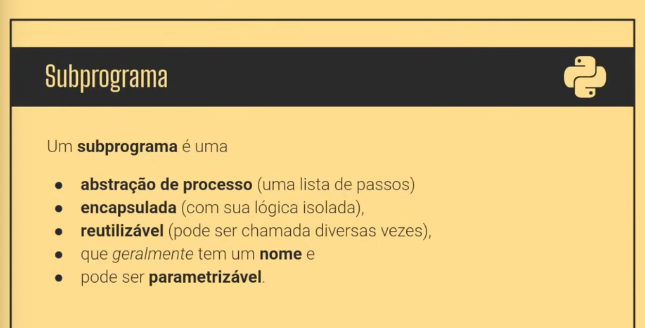 Subprograma
Um subprograma é uma
● abstração de processo (uma lista de passos)
● encapsulada (com sua lógica isolada),
● reutilizável (pode ser chamada diversas vezes),
● que geralmente tem um nome e
● pode ser parametrizável.